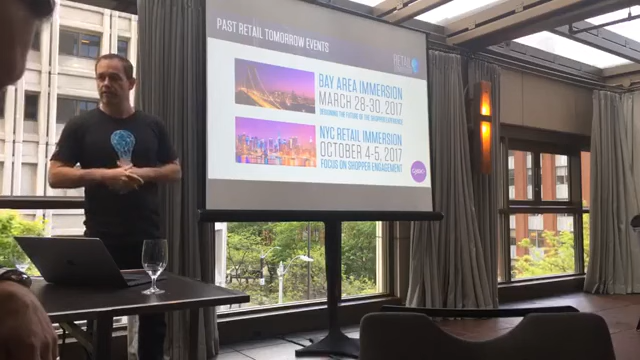 PAST RETAIL TOMORROW EVENTS
RETAIL
BAY AREA IMMERSION
MARCH 28-30, 2017
DESIGNING THE FUTURE OF THE SHOPPER EXPERIENCE
NYC RETAIL IMMERSION
OCTOBER 4-5, 2017
FOCUS ON SHOPPER ENGAGEMENT